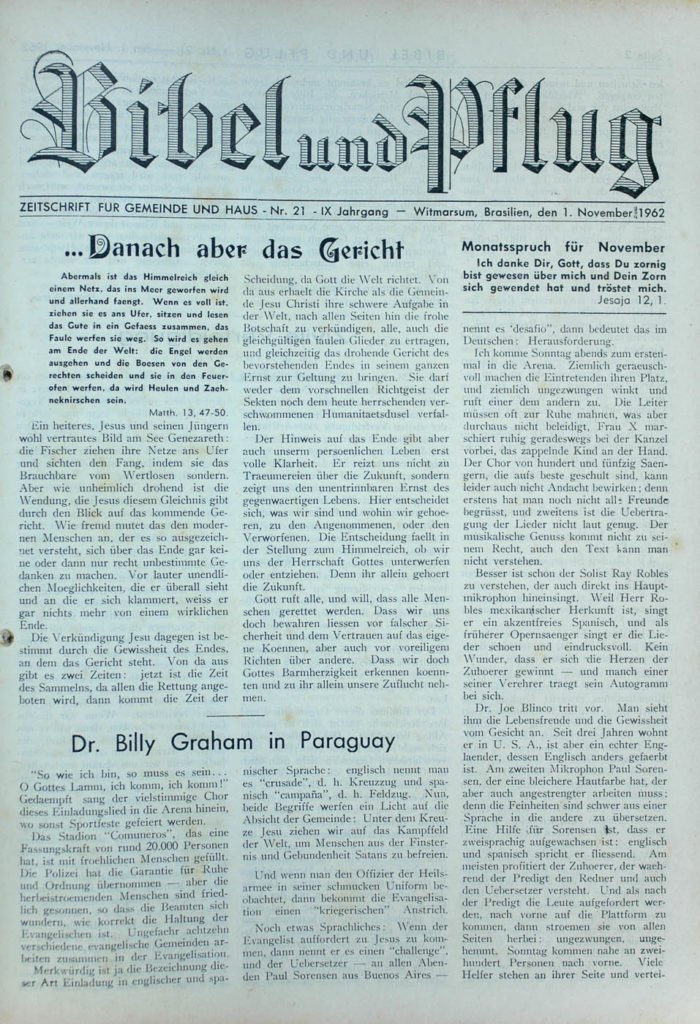 Bibel und Pflug
ZEITSCHRIFT FÜR GEMEINDE UND HAUS - Nr. 21 - IX Jahrgang — Witmarsum, Brasilien, den 1. November 1962
...Danach aber das Gericht
Abermals ist das Himmelreich gleich
einem Netz, das ins Meer geworfen wird
und allerhand faengt. Wenn es voll ist,
ziehen sie es ans Ufer, sitzen und lesen
das Gute in ein Gefaess zusammen, das
Faule werfen sie weg. So wird es gehen
am Ende der Welt: die Engel werden
ausgehen und die Boesen von den Ge-
rechten scheiden und sie in den Feuer-
ofen werfen, da wird Heulen und Zaeh-
neknirschen sein.
Matth. 13, 47-50.
Ein heiteres, Jesus und seinen Jüngern
wohl vertrautes Bild am See Genezareth:
die Fischer ziehen ihre Netze ans Ufer
und sichten den Fang, indem sie das
Brauchbare vom Wertlosen sondern.
Aber wie unheimlich drohend ist die
Wendung, die Jesus diesem Gleichnis gibt
durch den Blick auf das kommende Ge-
richt. Wie fremd mutet das den moder-
nen Menschen an, der es so ausgezeich-
net versteht, sich über das Ende gar kei-
ne oder dann nur recht unbestimmte Ge-
danken zu machen. Vor lauter unendli-
chen Moeglichkeiten, die er überall sieht
und an die er sich klammert, weiss er
gar nichts mehr von einem wirklichen
Ende.
Die Verkündigung Jesu dagegen ist be-
stimmt durch die Gewissheit des Endes,
an dem das Gericht steht. Von da aus
gibt es zwei Zeiten: jetzt ist die Zeit
des Sammelns, da allen die Rettung ange-
boten wird, dann kommt die Zeit der
Scheidung, da Gott die Welt richtet. Von
da aus erhaelt die Kirche als die Gemein-
de Jesu Christi ihre schwere Aufgabe in
der Welt, nach allen Seiten hin die frohe
Botschaft zu verkündigen, alle, auch die
gleichgültigen faulen Glieder zu ertragen,
und gleichzeitig das drohende Gericht des
bevorstehenden Endes in seinem ganzen
Ernst zur Geltung zu bringen. Sie darf
weder dem vorschnellen Richtgeist der
Sekten noch dem heute herrschenden ver-
schwommenen Humanitaetsdusel verfal-
len.
Der Hinweis auf das Ende gibt aber
auch unserm persoenlichen Leben erst
volle Klarheit. Er reizt uns nicht zu
Traeumereien über die Zukunft, sondern
zeigt uns den unentrinnbaren Ernst des
gegenwaertigen Lebens. Hier entscheidet
sich, was wir sind und wohin wir gehoe-
ren, zu den Angenommenen, oder den
Verworfenen. Die Entscheidung faellt in
der Stellung zum Himmelreich, ob wir
uns der Herrschaft Gottes unterwerfen
oder entziehen. Denn ihr allein gehoert
die Zukunft.
Gott ruft alle, und will, dass alle Men-
schen gerettet werden. Dass wir uns
doch bewahren liessen vor falscher Si-
cherheit und dem Vertrauen auf das eige-
ne Koennen, aber auch vor voreiligem
Richten über andere. Dass wir doch
Gottes Barmherzigkeit erkennen koenn-
ten und zu ihr allein unsere Zuflucht neh-
men.
Dr. Billy Graham in Paraguay
"So wie ich bin, so muss es sein...
O Gottes Lamm, ich komm, ich komm!"
Gedaempft sang der vielstimmige Chor
dieses Einladungslied in die Arena hinein,
wo sonst Sportfeste gefeiert werden.
Das Stadion "Comuneros", das eine
Fassungskraft von rund 20.000 Personen
hat, ist mit froehlichen Menschen gefüllt.
Die Polizei hat die Garantie für Ruhe
und Ordnung übernommen — aber die
herbeistroemenden Menschen sind fried-
lich gesonnen, so dass die Beamten sich
wundern, wie korrekt die Haltung der
Evangelischen ist. Ungefaehr achtzehn
verschiedene evangelische Gemeinden ar-
beiten zusammen in der Evangelisation.
Merkwürdig ist ja die Bezeichnung die-
ser Art Einladung in englischer und spa-
nischer Sprache: englisch nennt man
es "crusade", d. h. Kreuzzug und spa-
nisch "campaña", d. h. Feldzug. Nun,
beide Begriffe werfen ein Licht auf die
Absicht der Gemeinde: Unter dem Kreu-
ze Jesu ziehen wir auf das Kampffeld
der Welt, um Menschen aus der Finster-
nis und Gebundenheit Satans zu befreien.
Und wenn man den Offizier der Heils-
armee in seiner schmucken Uniform be-
obachtet, dann bekommt die Evangelisa-
tion einen "kriegerischen" Anstrich.
Noch etwas Sprachliches: Wenn der
Evangelist auffordert zu Jesus zu kom-
men, dann nennt er es einen "challenge",
und der Uebersetzer — an allen Aben-
den Paul Sorensen aus Buenos Aires —
Monatsspruch für November
Ich danke Dir, Gott, dass Du zornig
bist gewesen über mich und Dein Zorn
sich gewendet hat und tröstet mich.
Jesaja 12, 1.
nennt es 'desafio", dann bedeutet das im
Deutschen: Herausforderung.
Ich komme Sonntag abends zum ersten-
mal in die Arena. Ziemlich geraeusch-
voll machen die Eintretenden ihren Platz,
und ziemlich ungezwungen winkt und
ruft einer dem andern zu. Die Leiter
müssen oft zur Ruhe mahnen, was aber
durchaus nicht beleidigt, Frau X mar-
schiert ruhig geradeswegs bei der Kanzel
vorbei, das zappelnde Kind an der Hand.
Der Chor von hundert und fünfzig Saen-
gern, die aufs beste geschult sind, kann
leider auch nicht Andacht bewirken; denn
erstens hat man noch nicht alle Freunde
begrüsst, und zweitens ist die Uebertra-
gung der Lieder nicht laut genug. Der
musikalische Genuss kommt nicht zu sei-
nem Recht, auch den Text kann man
nicht verstehen.
Besser ist schon der Solist Ray Robles
zu verstehen, der auch direkt ins Haupt-
mikrophon hineinsingt. Weil Herr Ro-
bles mexikanischer Herkunft ist, singt
er ein akzentfreies Spanisch, und als
früherer Opernsaenger singt er die Lie-
der schoen und eindrucksvoll. Kein
Wunder, dass er sich die Herzen der
Zuhoerer gewinnt — und manch einer
seiner Verehrer traegt sein Autogramm
bei sich.
Dr. Joe Blinco tritt vor. Man sieht
ihm die Lebensfreude und die Gewissheit
vom Gesicht an. Seit drei Jahren wohnt
er in U. S. A., ist aber ein echter Eng-
laender, dessen Englisch anders gefaerbt
ist. Am zweiten Mikrophon Paul Soren-
sen, der eine bleichere Hautfarbe hat, der
aber auch angestrengter arbeiten muss;
denn die Feinheiten sind schwer aus einer
Sprache in die andere zu übersetzen.
Eine Hilfe für Sorensen ist, dass er
zweisprachig aufgewachsen ist: englisch
und spanisch spricht er fliessend. Am
meisten profitiert der Zuhoerer, der waeh-
rend der Predigt den Redner und auch
den Uebersetzer versteht. Und als nach
der Predigt die Leute aufgefordert wer-
den, nach vorne auf die Plattform zu
kommen, dann stroemen sie von allen
Seiten herbei: ungezwungen, unge-
hemmt. Sonntag kommen nahe an zwei-
hundert Personen nach vorne. Viele
Helfer stehen an ihrer Seite und vertei-